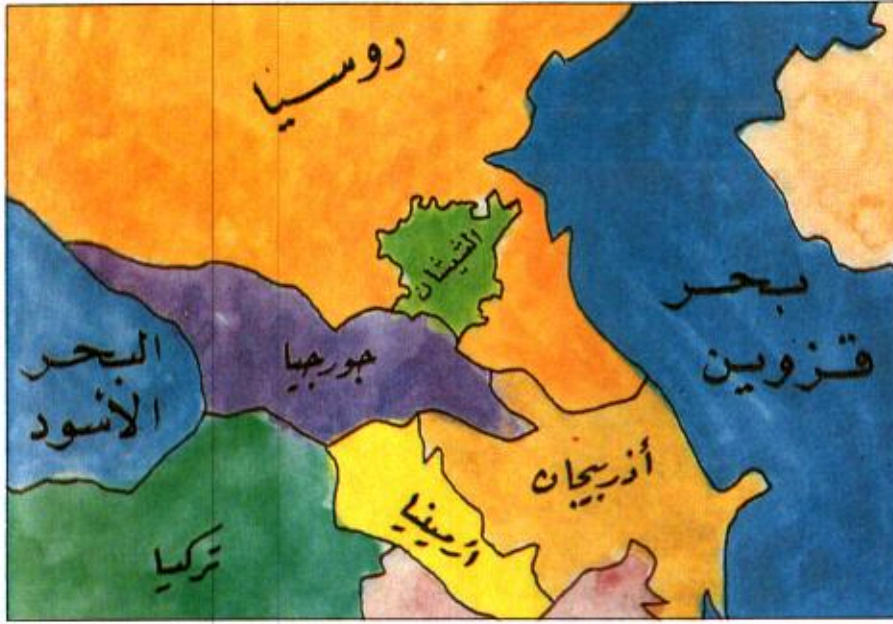 روسيا
الشيشان
بحر
قزوين
جورجيا
البحر
الأسود
أذربيجان
أرمينيا
تركيا